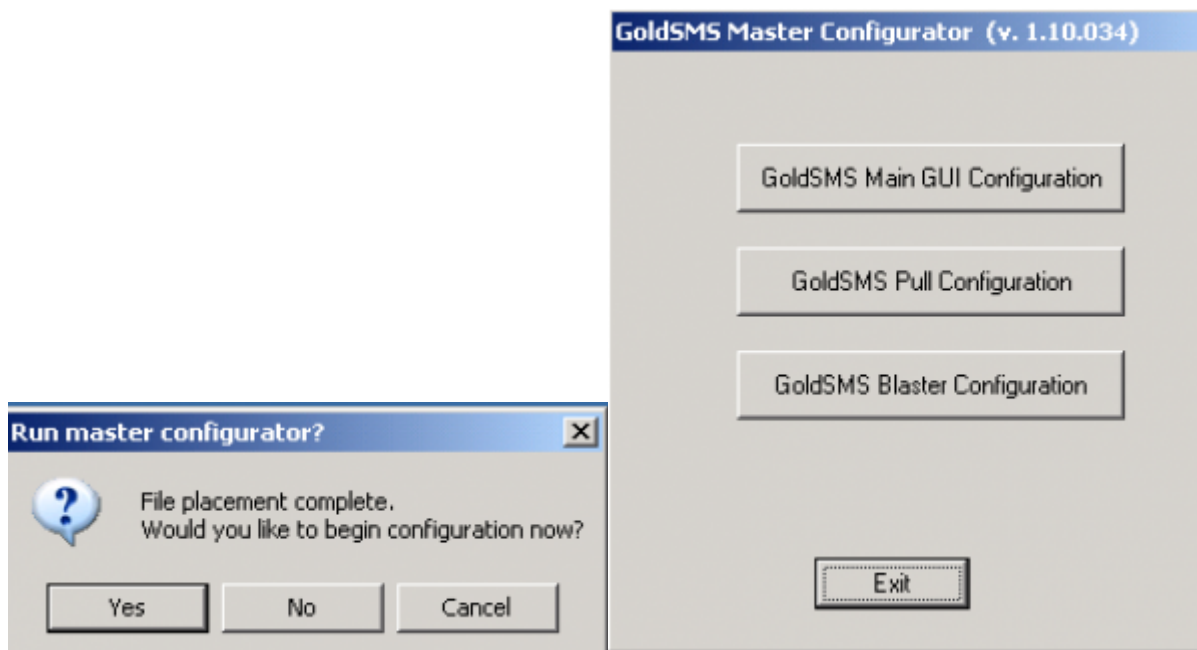 Run master configurator?
File placement complete.
Would you like to begin configuration now?
Yes
No
Cancel
GoldSMS Master Configurator (v. 1.10.034)
GoldSMS Main GUI Configuration
GoldSMS Pull Configuration
GoldSMS Blaster Configuration
Exit